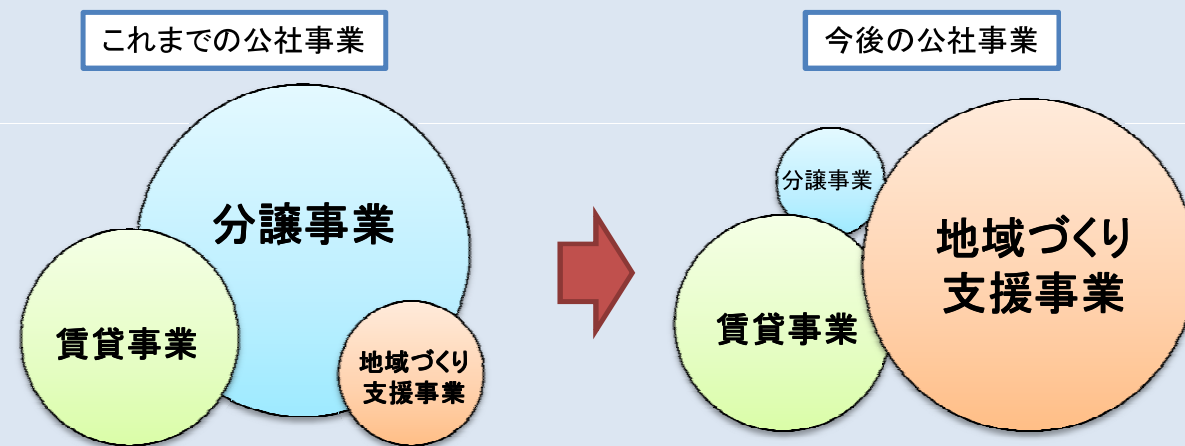 これまでの公社事業
分譲事業
賃貸事業
地域づくり
支援事業
今後の公社事業
分譲事業
賃貸事業
地域づくり
支援事業